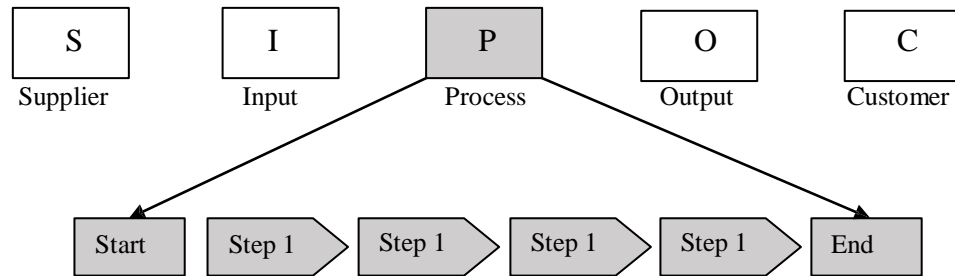 S I P O C
Supplier Input Process Output Customer
Start Step 1 Step 1 Step 1 Step 1 End